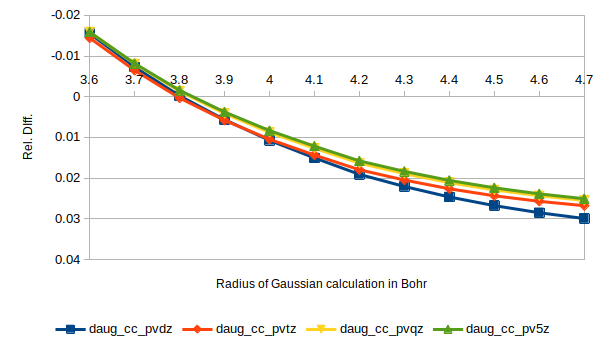 -0.02
-0.01
3.6 3.7 3.8 3.9 4 4.1 4.2 4.3 4.4 4.5 4.6 4.7
0
0.01
0.02
0.03
0.04
Rel. Diff.
Radius of Gaussian calculation in Bohr
daug_cc_pvdz daug_cc_pvtz daug_cc_pvqz daug_cc_pv5z